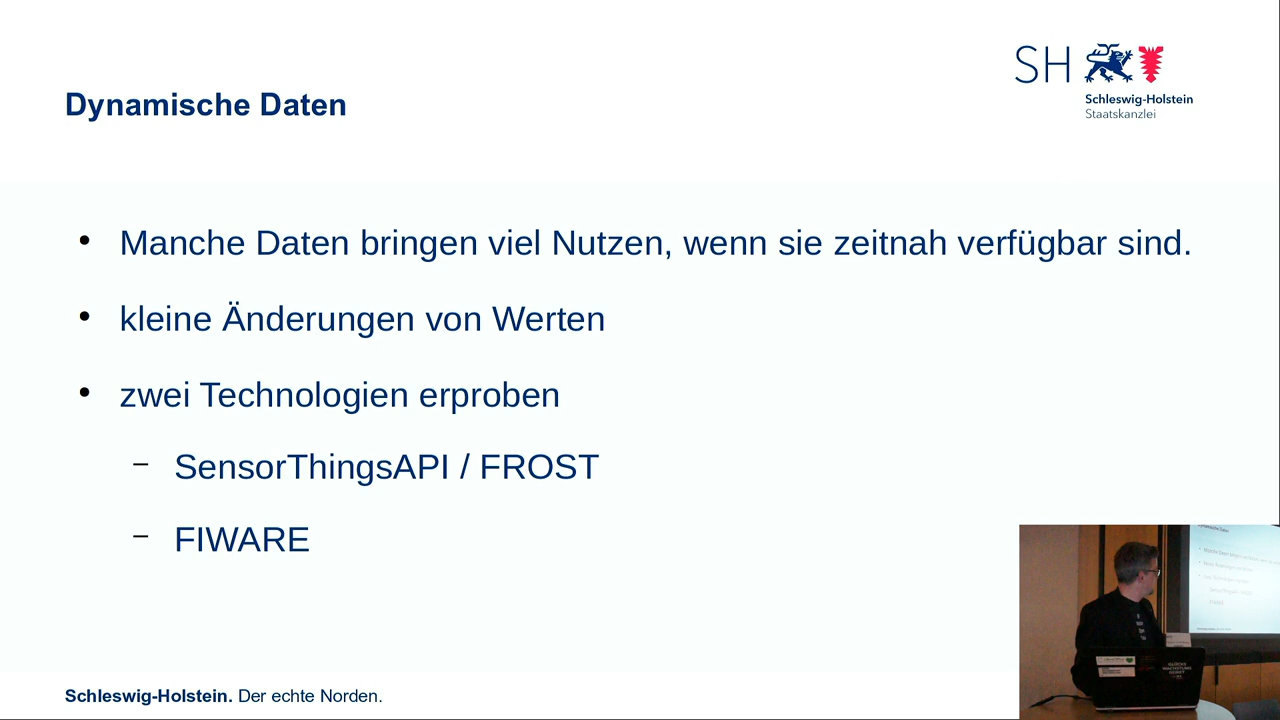 SH
Schleswig-Holstein
Staatskanzlei
Dynamische Daten
• Manche Daten bringen viel Nutzen, wenn sie zeitnah verfügbar sind.
• kleine Änderungen von Werten
• zwei Technologien erproben
– SensorThingsAPI / FROST
– FIWARE
Schleswig-Holstein. Der echte Norden.